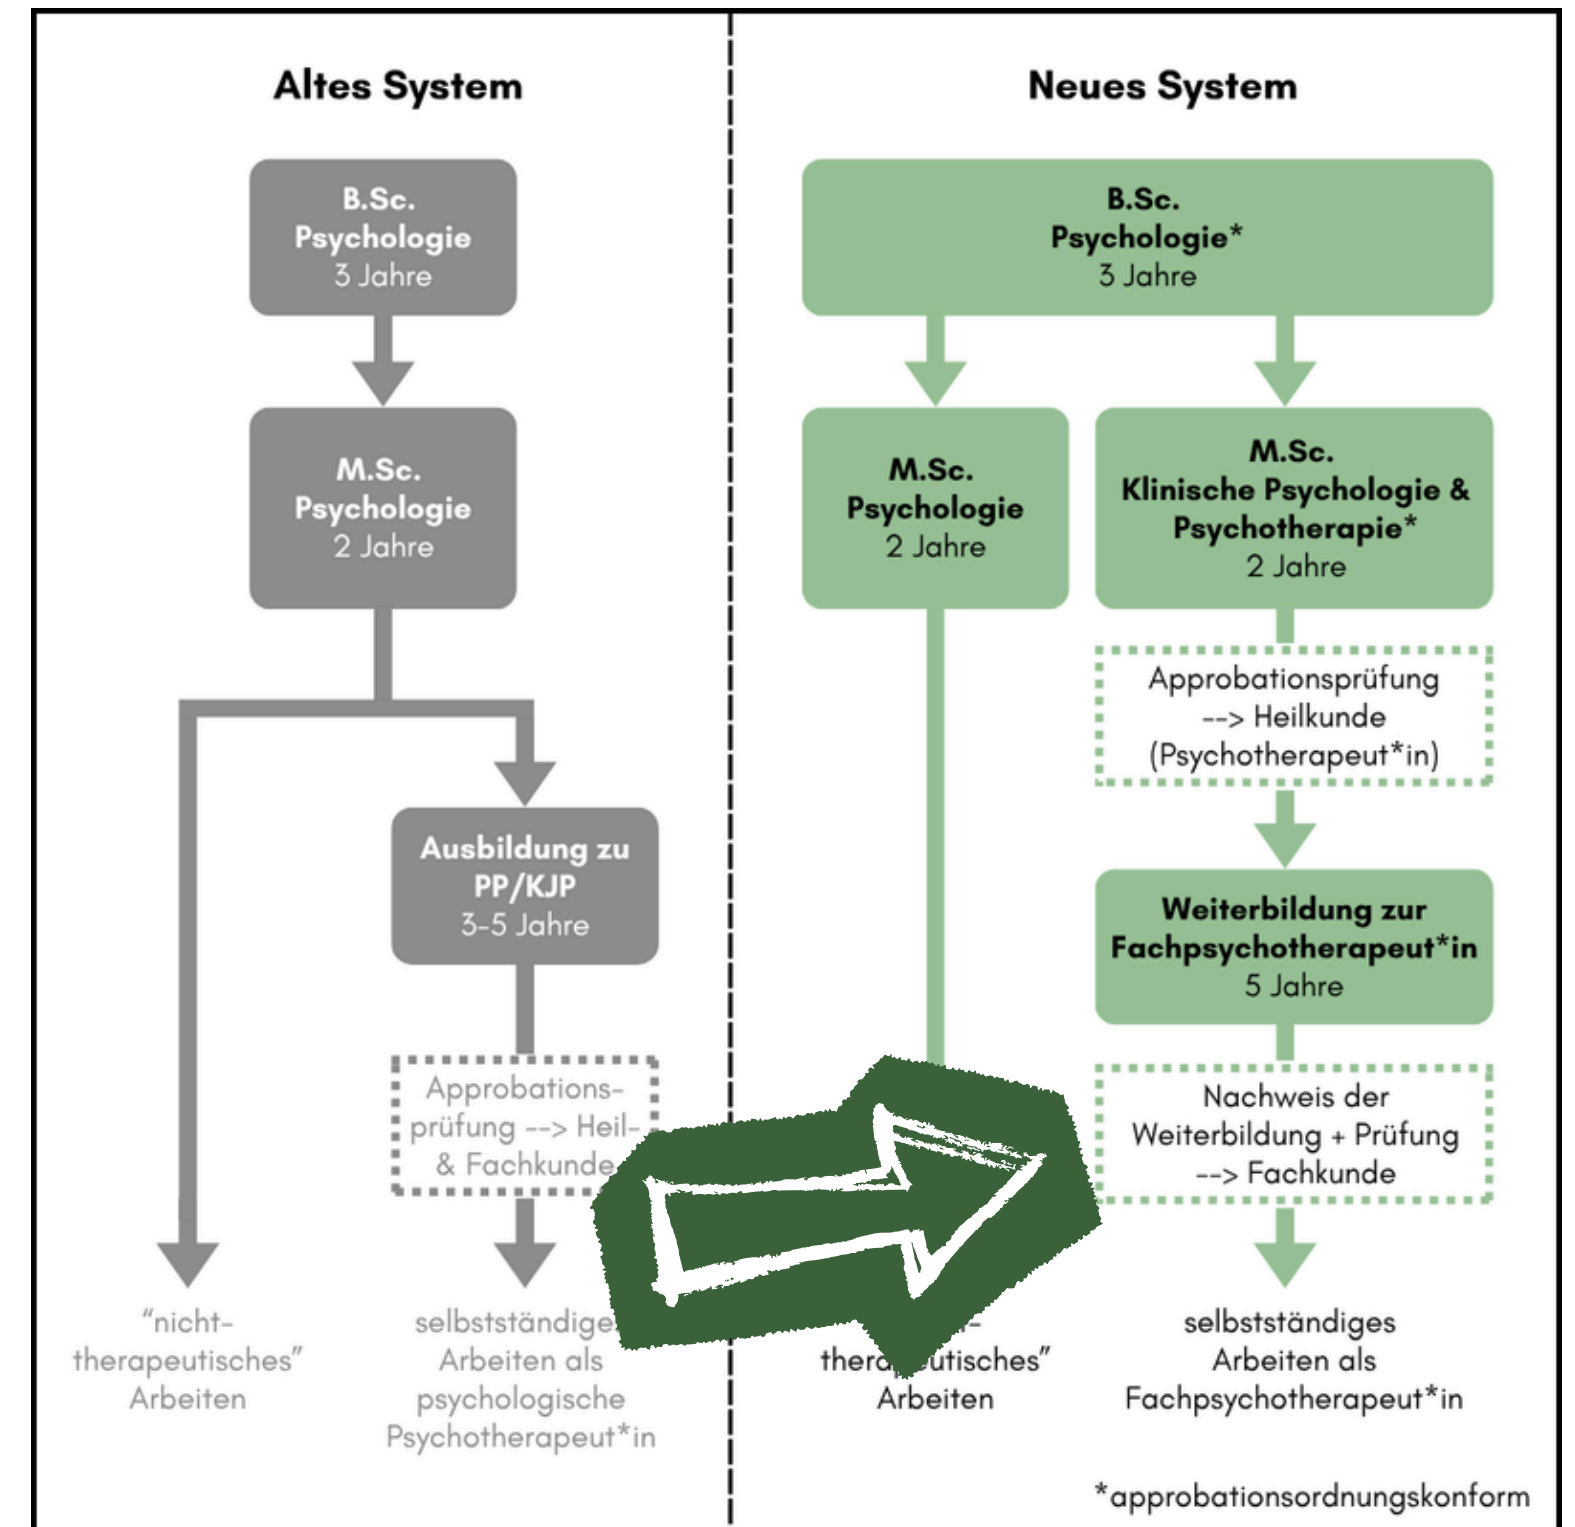 Altes System
B.Sc.
Psychologie
3 Jahre
M.Sc.
Psychologie
2 Jahre
Ausbildung zu
PP/KJP
3-5 Jahre
Approbations-
prüfung --> Heil-
& Fachkunde
"nicht-
therapeutisches"
Arbeiten
selbstständiges
Arbeiten als
psychologische
Psychotherapeut*in
Neues System
B.Sc.
Psychologie*
3 Jahre
M.Sc.
Psychologie
2 Jahre
therapeutisches"
Arbeiten
M.Sc.
Klinische Psychologie &
Psychotherapie*
2 Jahre
Approbationsprüfung
--> Heilkunde
(Psychotherapeut*in)
Weiterbildung zur
Fachpsychotherapeut*in
5 Jahre
Nachweis der
Weiterbildung + Prüfung
--> Fachkunde
selbstständiges
Arbeiten als
Fachpsychotherapeut*in
*approbationsordnungskonform